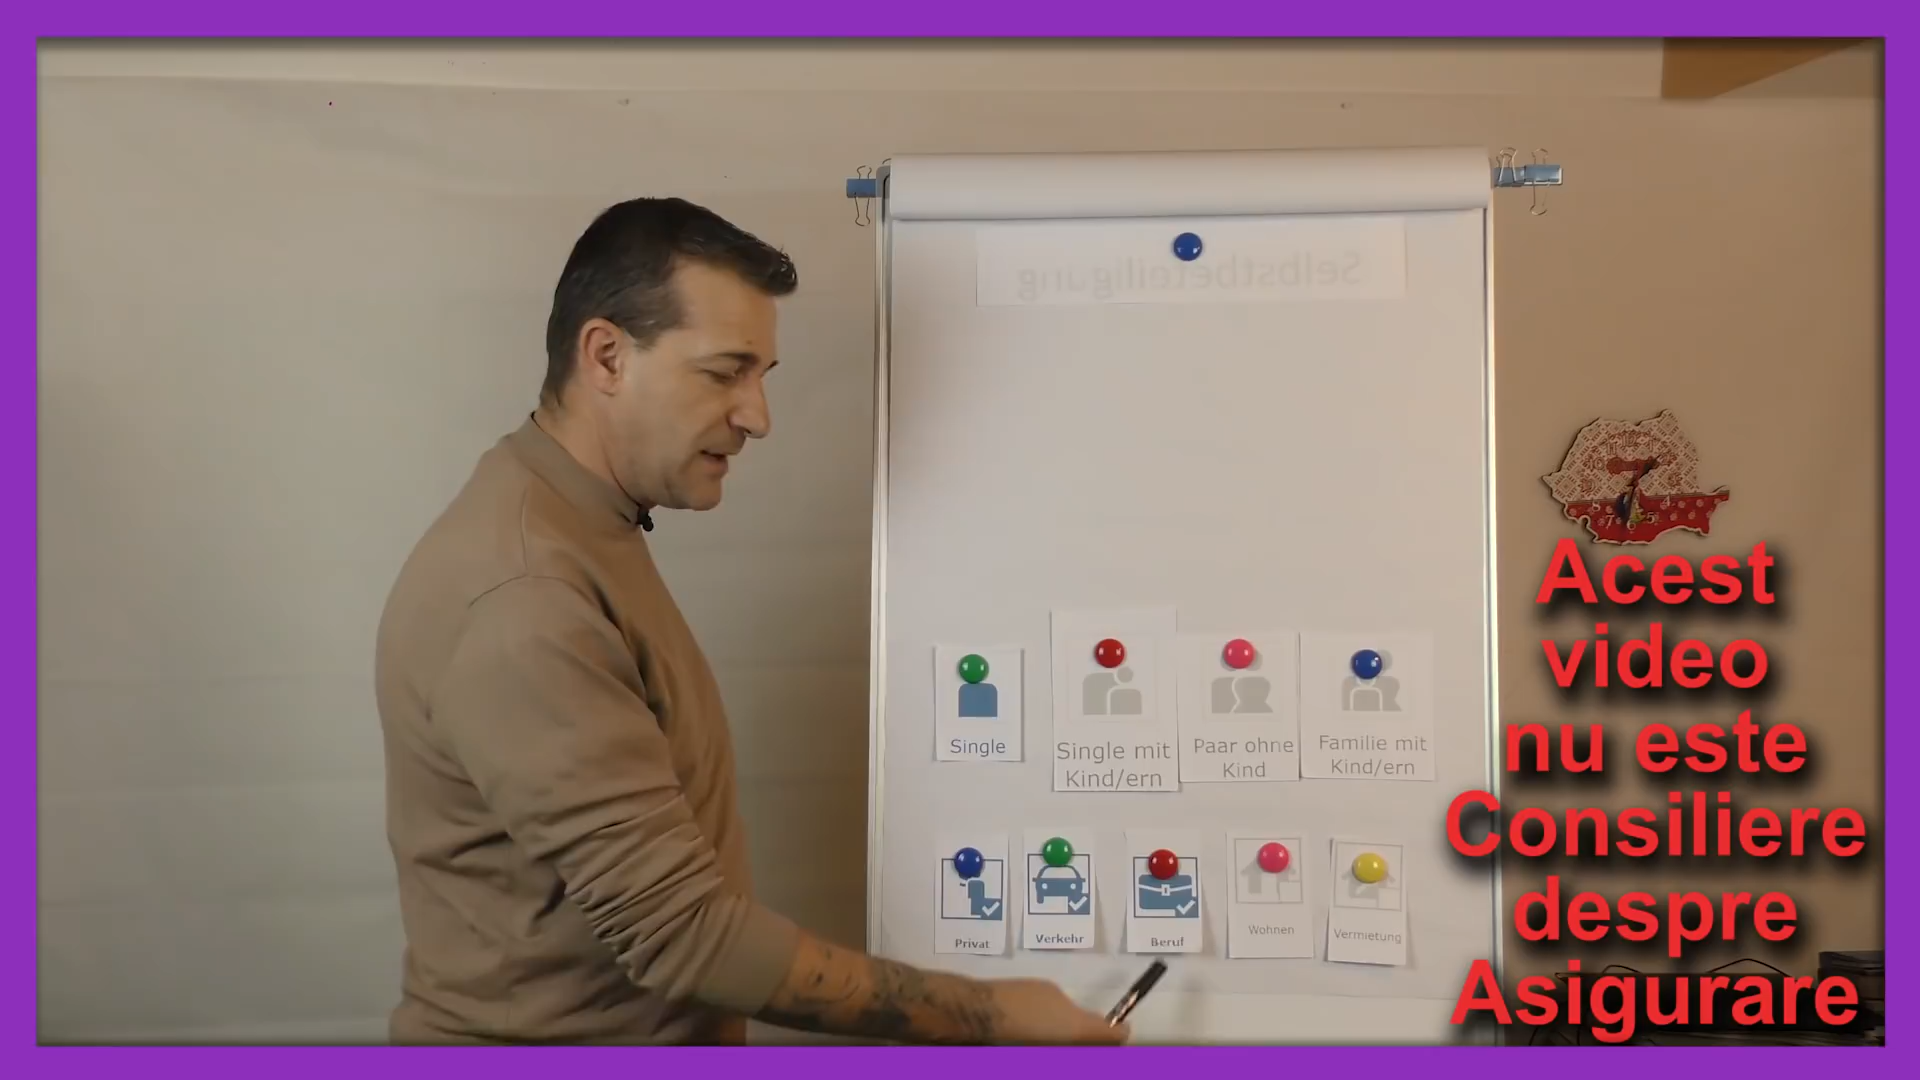 Selbstbeteiligung
Single
Single mit
Kind/ern
Paar ohne
Kind
Familie mit
Kind/ern
Privat
Verkehr
Beruf
Wohnen
Vermietung
Acest
video
nu este
Consiliere
despre
Asigurare